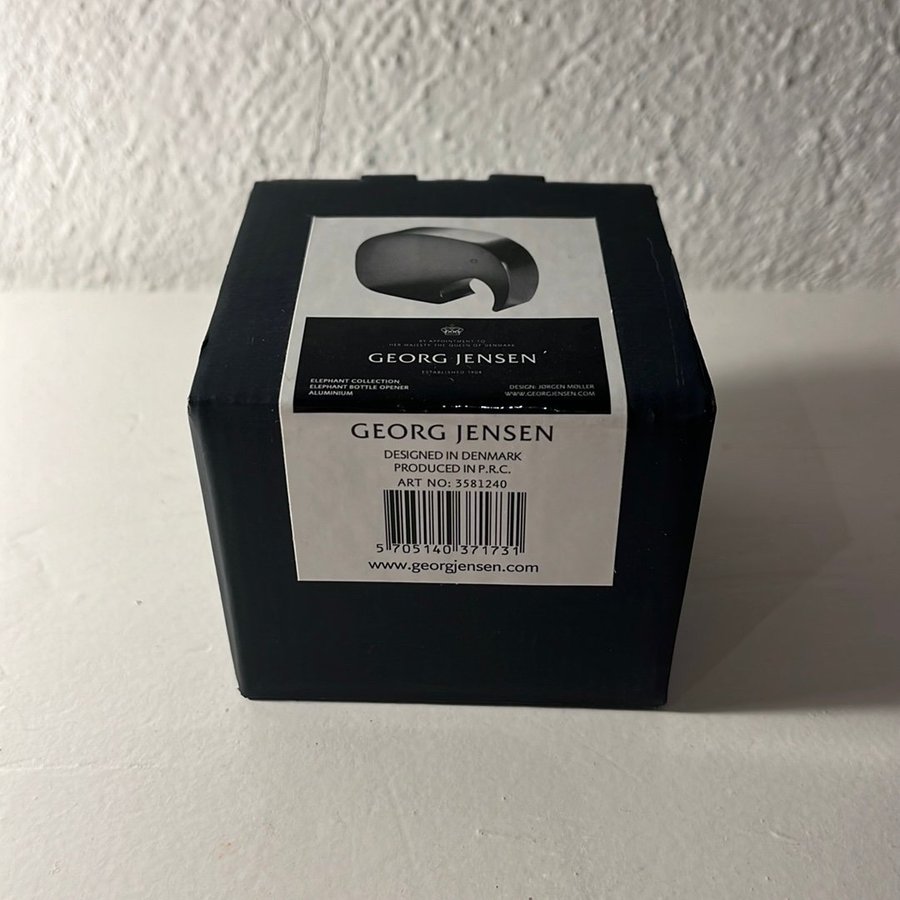 BY APPOINTMENT TO
HER MAJESTY THE QUEEN OF DENMARK
GEORG JENSEN
ESTABLISHED 1904
ELEPHANT COLLECTION
ELEPHANT BOTTLE OPENER
ALUMINIUM
DESIGN: JØRGEN MØLLER
WWW.GEORGJENSEN.COM
GEORG JENSEN
DESIGNED IN DENMARK
PRODUCED IN P.R.C.
ART NO: 3581240
5 705140 371731
www.georgjensen.com